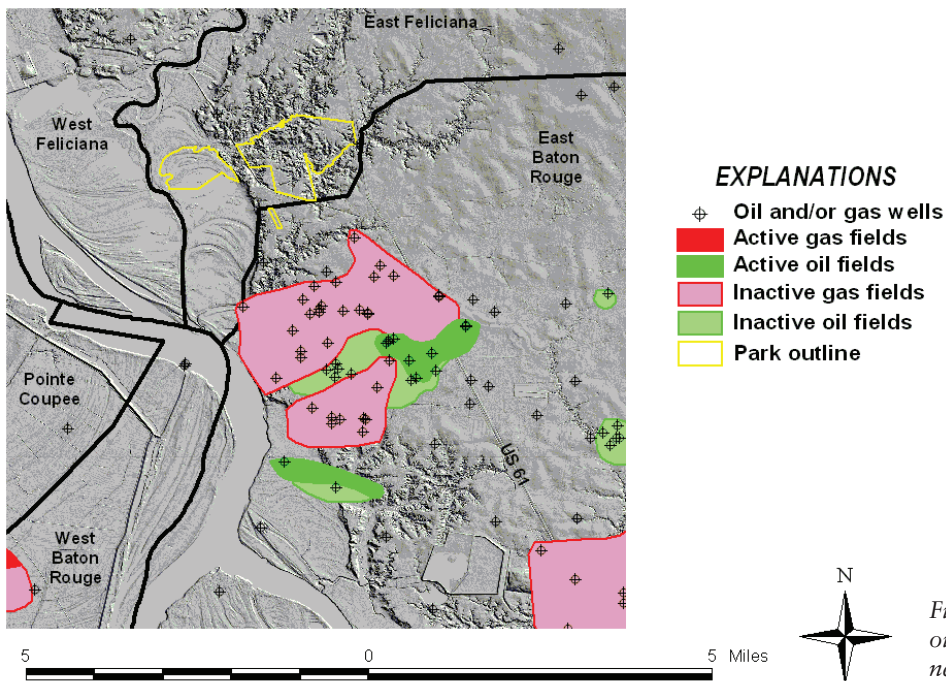 East Feliciana
West
Feliciana
East
Baton
Rouge
Pointe
Coupee
US 61
West
Baton
Rouge
EXPLANATIONS
Oil and/or gas wells
Active gas fields
Active oil fields
Inactive gas fields
Inactive oil fields
Park outline
5 0 5 Miles
N